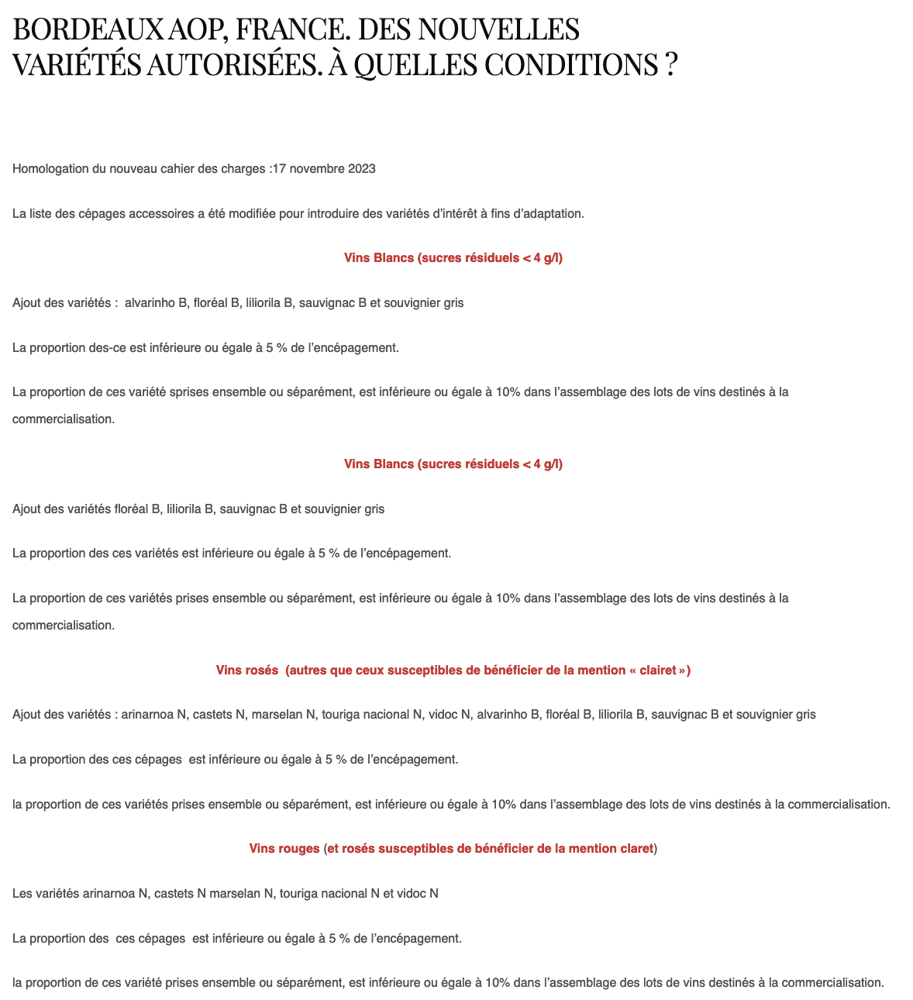 BORDEAUX AOP, FRANCE. DES NOUVELLES
VARIÉTÉS AUTORISÉES. À QUELLES CONDITIONS ?
Homologation du nouveau cahier des charges :17 novembre 2023
La liste des cépages accessoires a été modifiée pour introduire des variétés d’intérêt à fins d’adaptation.
Vins Blancs (sucres résiduels < 4 g/l)
Ajout des variétés :  alvarinho B, floréal B, liliorila B, sauvignac B et souvignier gris
La proportion des-ce est inférieure ou égale à 5 % de l’encépagement.
La proportion de ces variété sprises ensemble ou séparément, est inférieure ou égale à 10% dans l’assemblage des lots de vins destinés à la
commercialisation.
Vins Blancs (sucres résiduels < 4 g/l)
Ajout des variétés floréal B, liliorila B, sauvignac B et souvignier gris
La proportion des ces variétés est inférieure ou égale à 5 % de l’encépagement.
La proportion de ces variétés prises ensemble ou séparément, est inférieure ou égale à 10% dans l’assemblage des lots de vins destinés à la
commercialisation.
Vins rosés  (autres que ceux susceptibles de bénéficier de la mention « clairet »)
Ajout des variétés : arinarnoa N, castets N, marselan N, touriga nacional N, vidoc N, alvarinho B, floréal B, liliorila B, sauvignac B et souvignier gris
La proportion des ces cépages  est inférieure ou égale à 5 % de l’encépagement.
la proportion de ces variétés prises ensemble ou séparément, est inférieure ou égale à 10% dans l’assemblage des lots de vins destinés à la commercialisation.
Vins rouges (et rosés susceptibles de bénéficier de la mention claret)
Les variétés arinarnoa N, castets N marselan N, touriga nacional N et vidoc N
La proportion des  ces cépages  est inférieure ou égale à 5 % de l’encépagement.
la proportion de ces variété prises ensemble ou séparément, est inférieure ou égale à 10% dans l’assemblage des lots de vins destinés à la commercialisation.